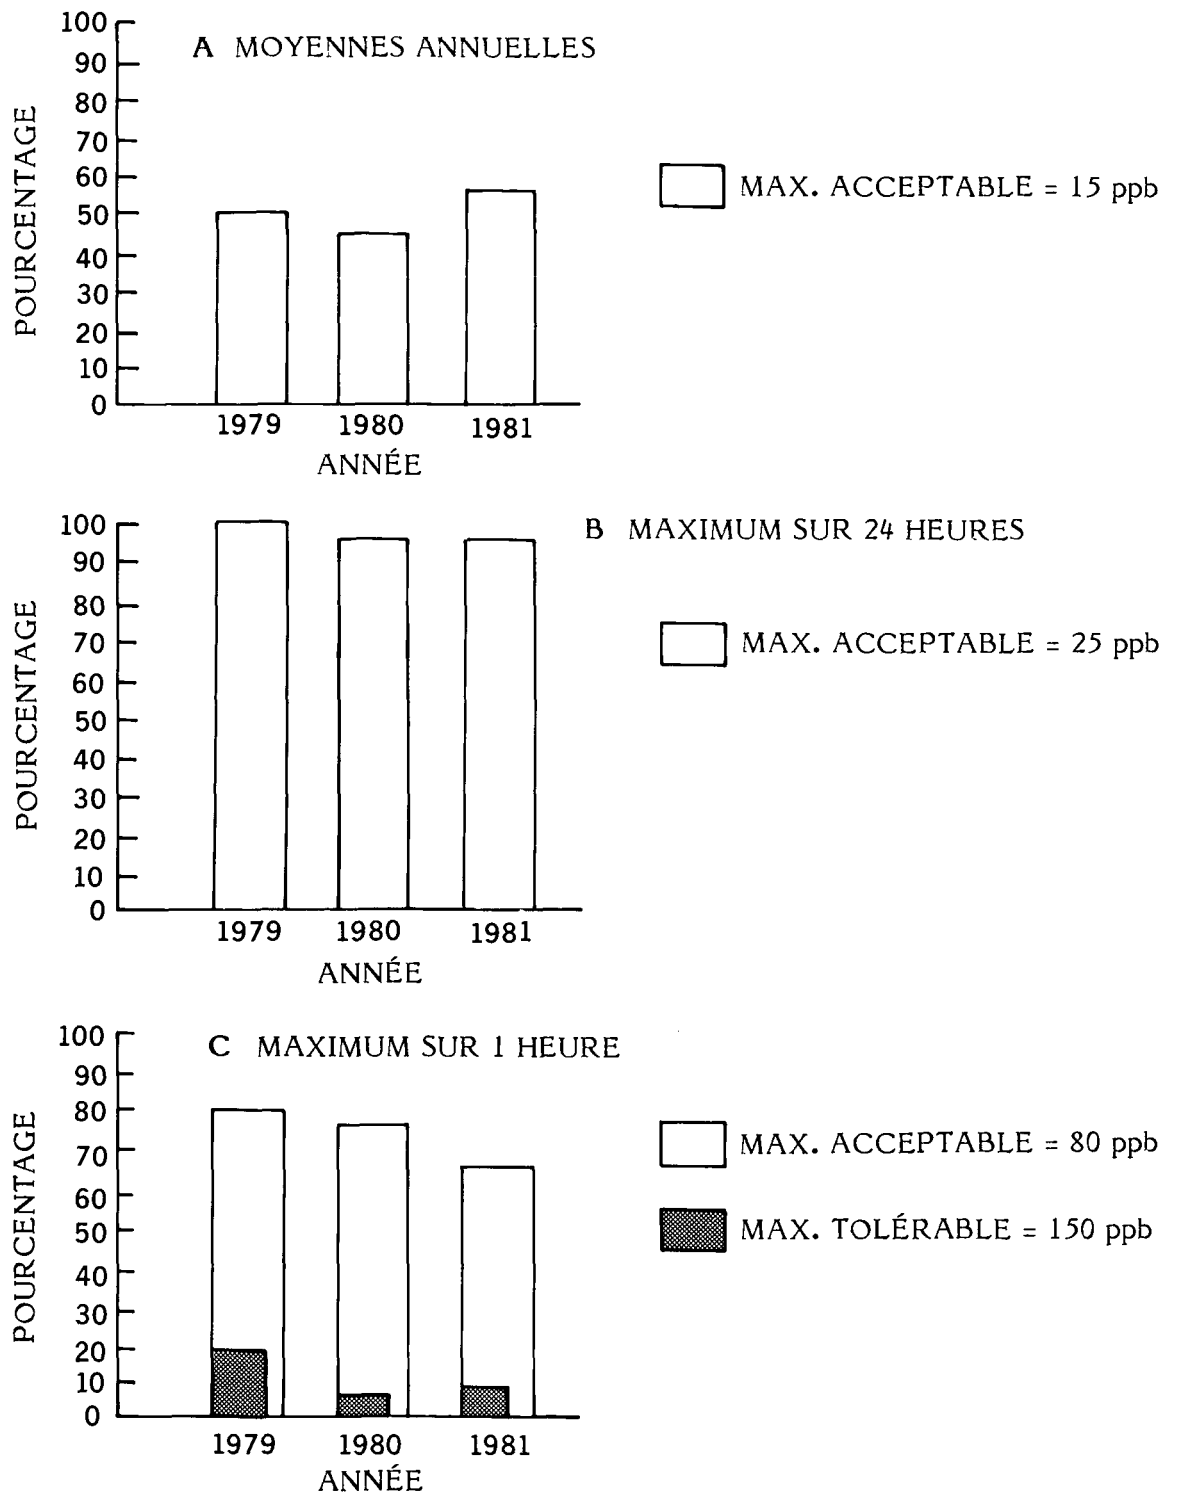 A MOYENNES ANNUELLES
POURCENTAGE
100
90
80
70
60
50
40
30
20
10
0
1979 1980 1981
ANNÉE
MAX. ACCEPTABLE = 15 ppb
B MAXIMUM SUR 24 HEURES
POURCENTAGE
100
90
80
70
60
50
40
30
20
10
0
1979 1980 1981
ANNÉE
MAX. ACCEPTABLE = 25 ppb
C MAXIMUM SUR 1 HEURE
POURCENTAGE
100
90
80
70
60
50
40
30
20
10
0
1979 1980 1981
ANNÉE
MAX. ACCEPTABLE = 80 ppb
MAX. TOLÉRABLE = 150 ppb